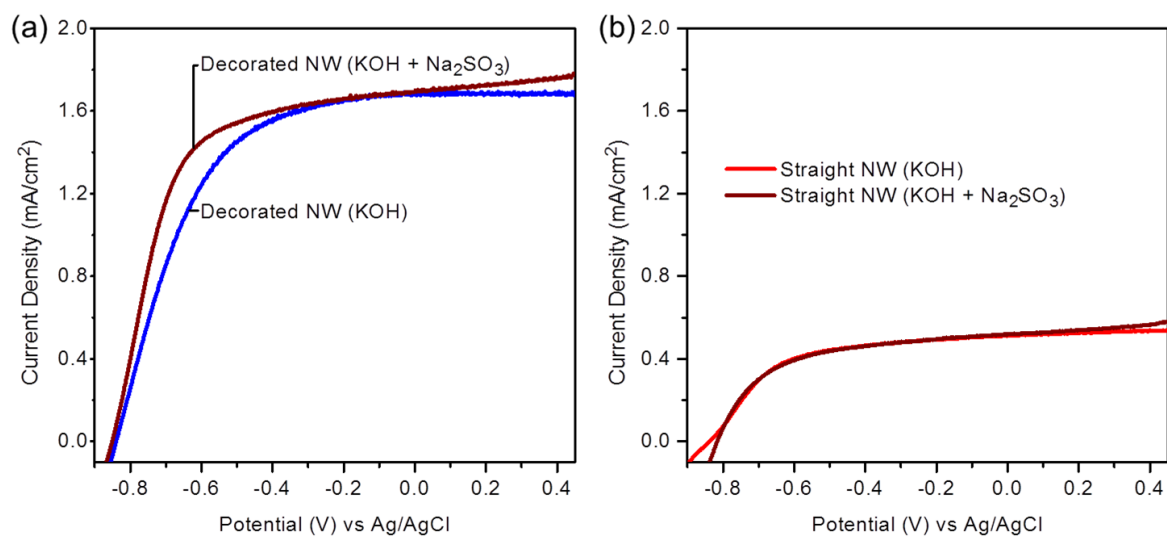 (a)
2.0
1.6
1.2
0.8
0.4
0.0
Current Density (mA/cm²)
Decorated NW (KOH + Na₂SO₃)
Decorated NW (KOH)
-0.8 -0.6 -0.4 -0.2 0.0 0.2 0.4
Potential (V) vs Ag/AgCl
(b)
2.0
1.6
1.2
0.8
0.4
0.0
Current Density (mA/cm²)
Straight NW (KOH)
Straight NW (KOH + Na₂SO₃)
-0.8 -0.6 -0.4 -0.2 0.0 0.2 0.4
Potential (V) vs Ag/AgCl